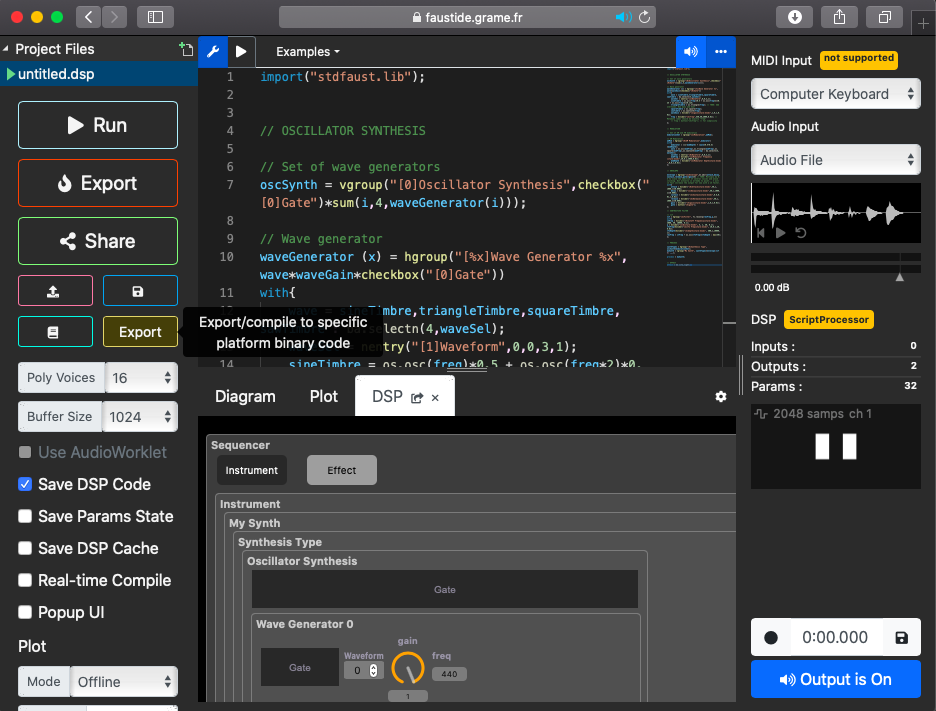 faustide.grame.fr
Project Files
untitled.dsp
Run
Export
Share
Export
Export/compile to specific
platform binary code
Poly Voices 16
Buffer Size 1024
Use AudioWorklet
Save DSP Code
Save Params State
Save DSP Cache
Real-time Compile
Popup UI
Plot
Mode Offline
Examples
1 import("stdfaust.lib");
2
3
4 // OSCILLATOR SYNTHESIS
5
6 // Set of wave generators
7 oscSynth = vgroup("[0]Oscillator Synthesis",checkbox("
[0]Gate")*sum(i,4,waveGenerator(i)));
8
9 // Wave generator
10 waveGenerator (x) = hgroup("[%x]Wave Generator %x",
wave*waveGain*checkbox("[0]Gate"))
11 with{
wave = sineTimbre,triangleTimbre,squareTimbre,
selectn(4,waveSel);
nentry("[1]Waveform",0,0,3,1);
14 sineTimbre = os.osc(freq)*0.5 + os.osc(freq*2)*0.
Diagram Plot DSP ×
Sequencer
Instrument Effect
Instrument
My Synth
Synthesis Type
Oscillator Synthesis
Gate
Wave Generator 0
Gate
Waveform
0
gain
1
freq
440
MIDI Input not supported
Computer Keyboard
Audio Input
Audio File
0.00 dB
DSP ScriptProcessor
Inputs : 0
Outputs : 2
Params : 32
2048 samps ch 1
0:00.000
Output is On